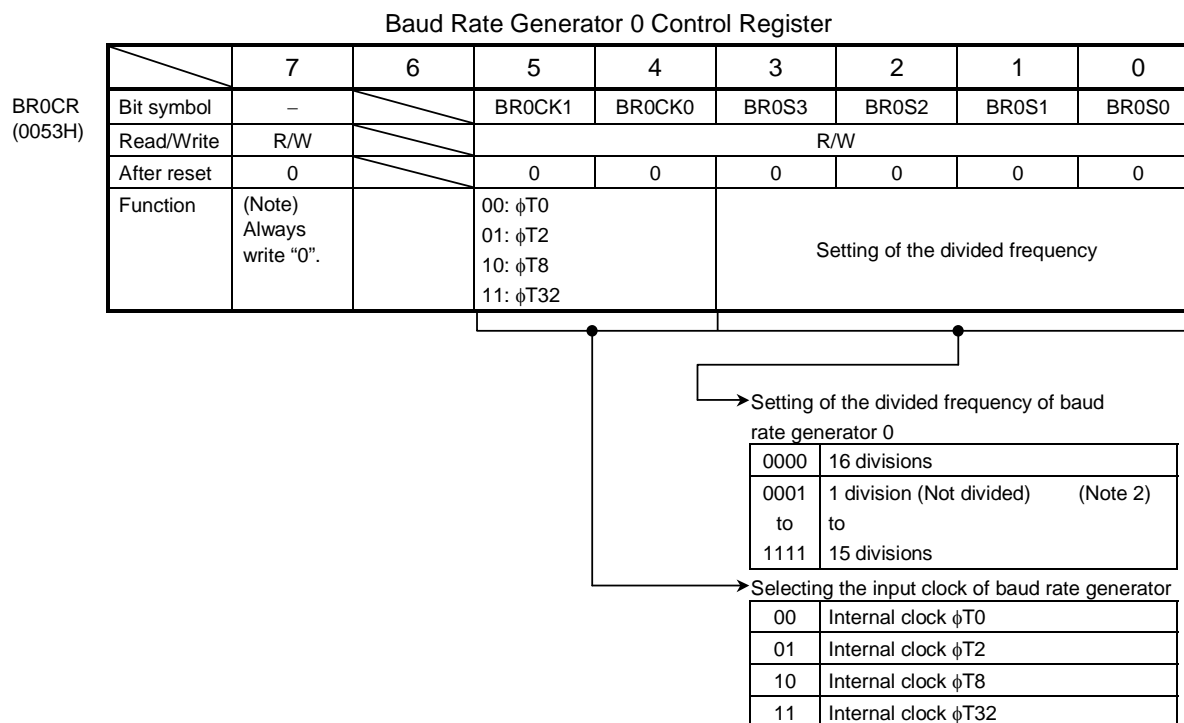 Baud Rate Generator 0 Control Register
7 6 5 4 3 2 1 0
BR0CR
(0053H)
Bit symbol – BR0CK1 BR0CK0 BR0S3 BR0S2 BR0S1 BR0S0
Read/Write R/W R/W
After reset 0 0 0 0 0 0 0
Function
(Note)
Always
write “0”.
00: φT0
01: φT2
10: φT8
11: φT32
Setting of the divided frequency
Setting of the divided frequency of baud
rate generator 0
0000 16 divisions
0001 1 division (Not divided) (Note 2)
to to
1111 15 divisions
Selecting the input clock of baud rate generator
00 Internal clock φT0
01 Internal clock φT2
10 Internal clock φT8
11 Internal clock φT32